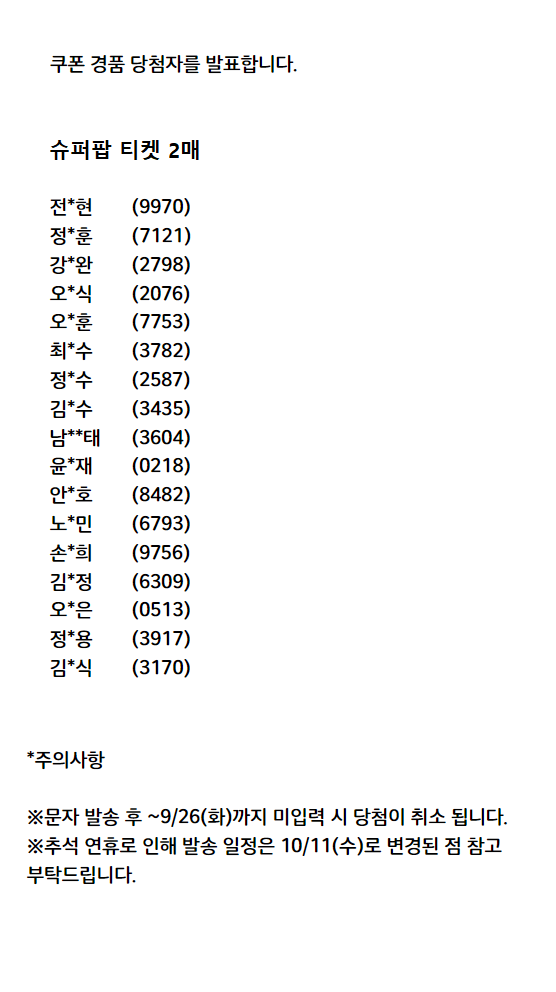 쿠폰 경품 당첨자를 발표합니다.
슈퍼팝 티켓 2매
전*현 (9970)
정*훈 (7121)
강*완 (2798)
오*식 (2076)
오*훈 (7753)
최*수 (3782)
정*수 (2587)
김*수 (3435)
남**태 (3604)
윤*재 (0218)
안*호 (8482)
노*민 (6793)
손*희 (9756)
김*정 (6309)
오*은 (0513)
정*용 (3917)
김*식 (3170)
*주의사항
※문자 발송 후 ~9/26(화)까지 미입력 시 당첨이 취소 됩니다.
※추석 연휴로 인해 발송 일정은 10/11(수)로 변경된 점 참고
부탁드립니다.